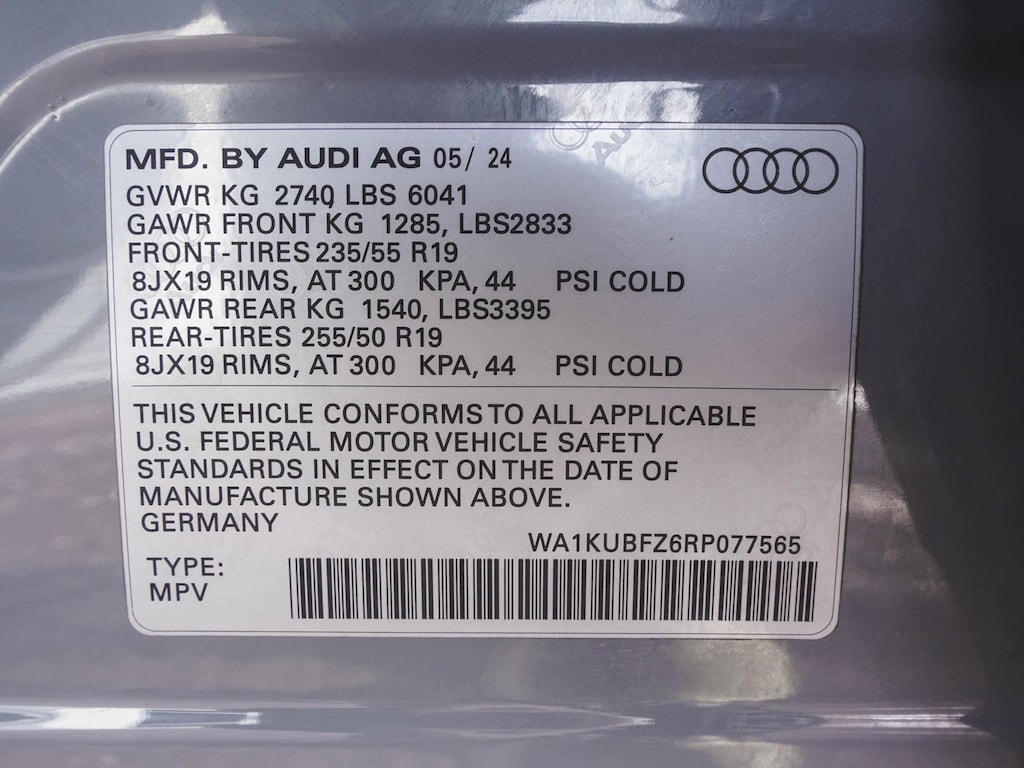 MFD. BY AUDI AG 05/ 24
GVWR KG 2740 LBS 6041
GAWR FRONT KG 1285, LBS2833
FRONT-TIRES 235/55 R19
8JX19 RIMS, AT 300 KPA, 44 PSI COLD
GAWR REAR KG 1540, LBS3395
REAR-TIRES 255/50 R19
8JX19 RIMS, AT 300 KPA, 44 PSI COLD
THIS VEHICLE CONFORMS TO ALL APPLICABLE
U.S. FEDERAL MOTOR VEHICLE SAFETY
STANDARDS IN EFFECT ON THE DATE OF
MANUFACTURE SHOWN ABOVE.
GERMANY
WA1KUBFZ6RP077565
TYPE:
MPV